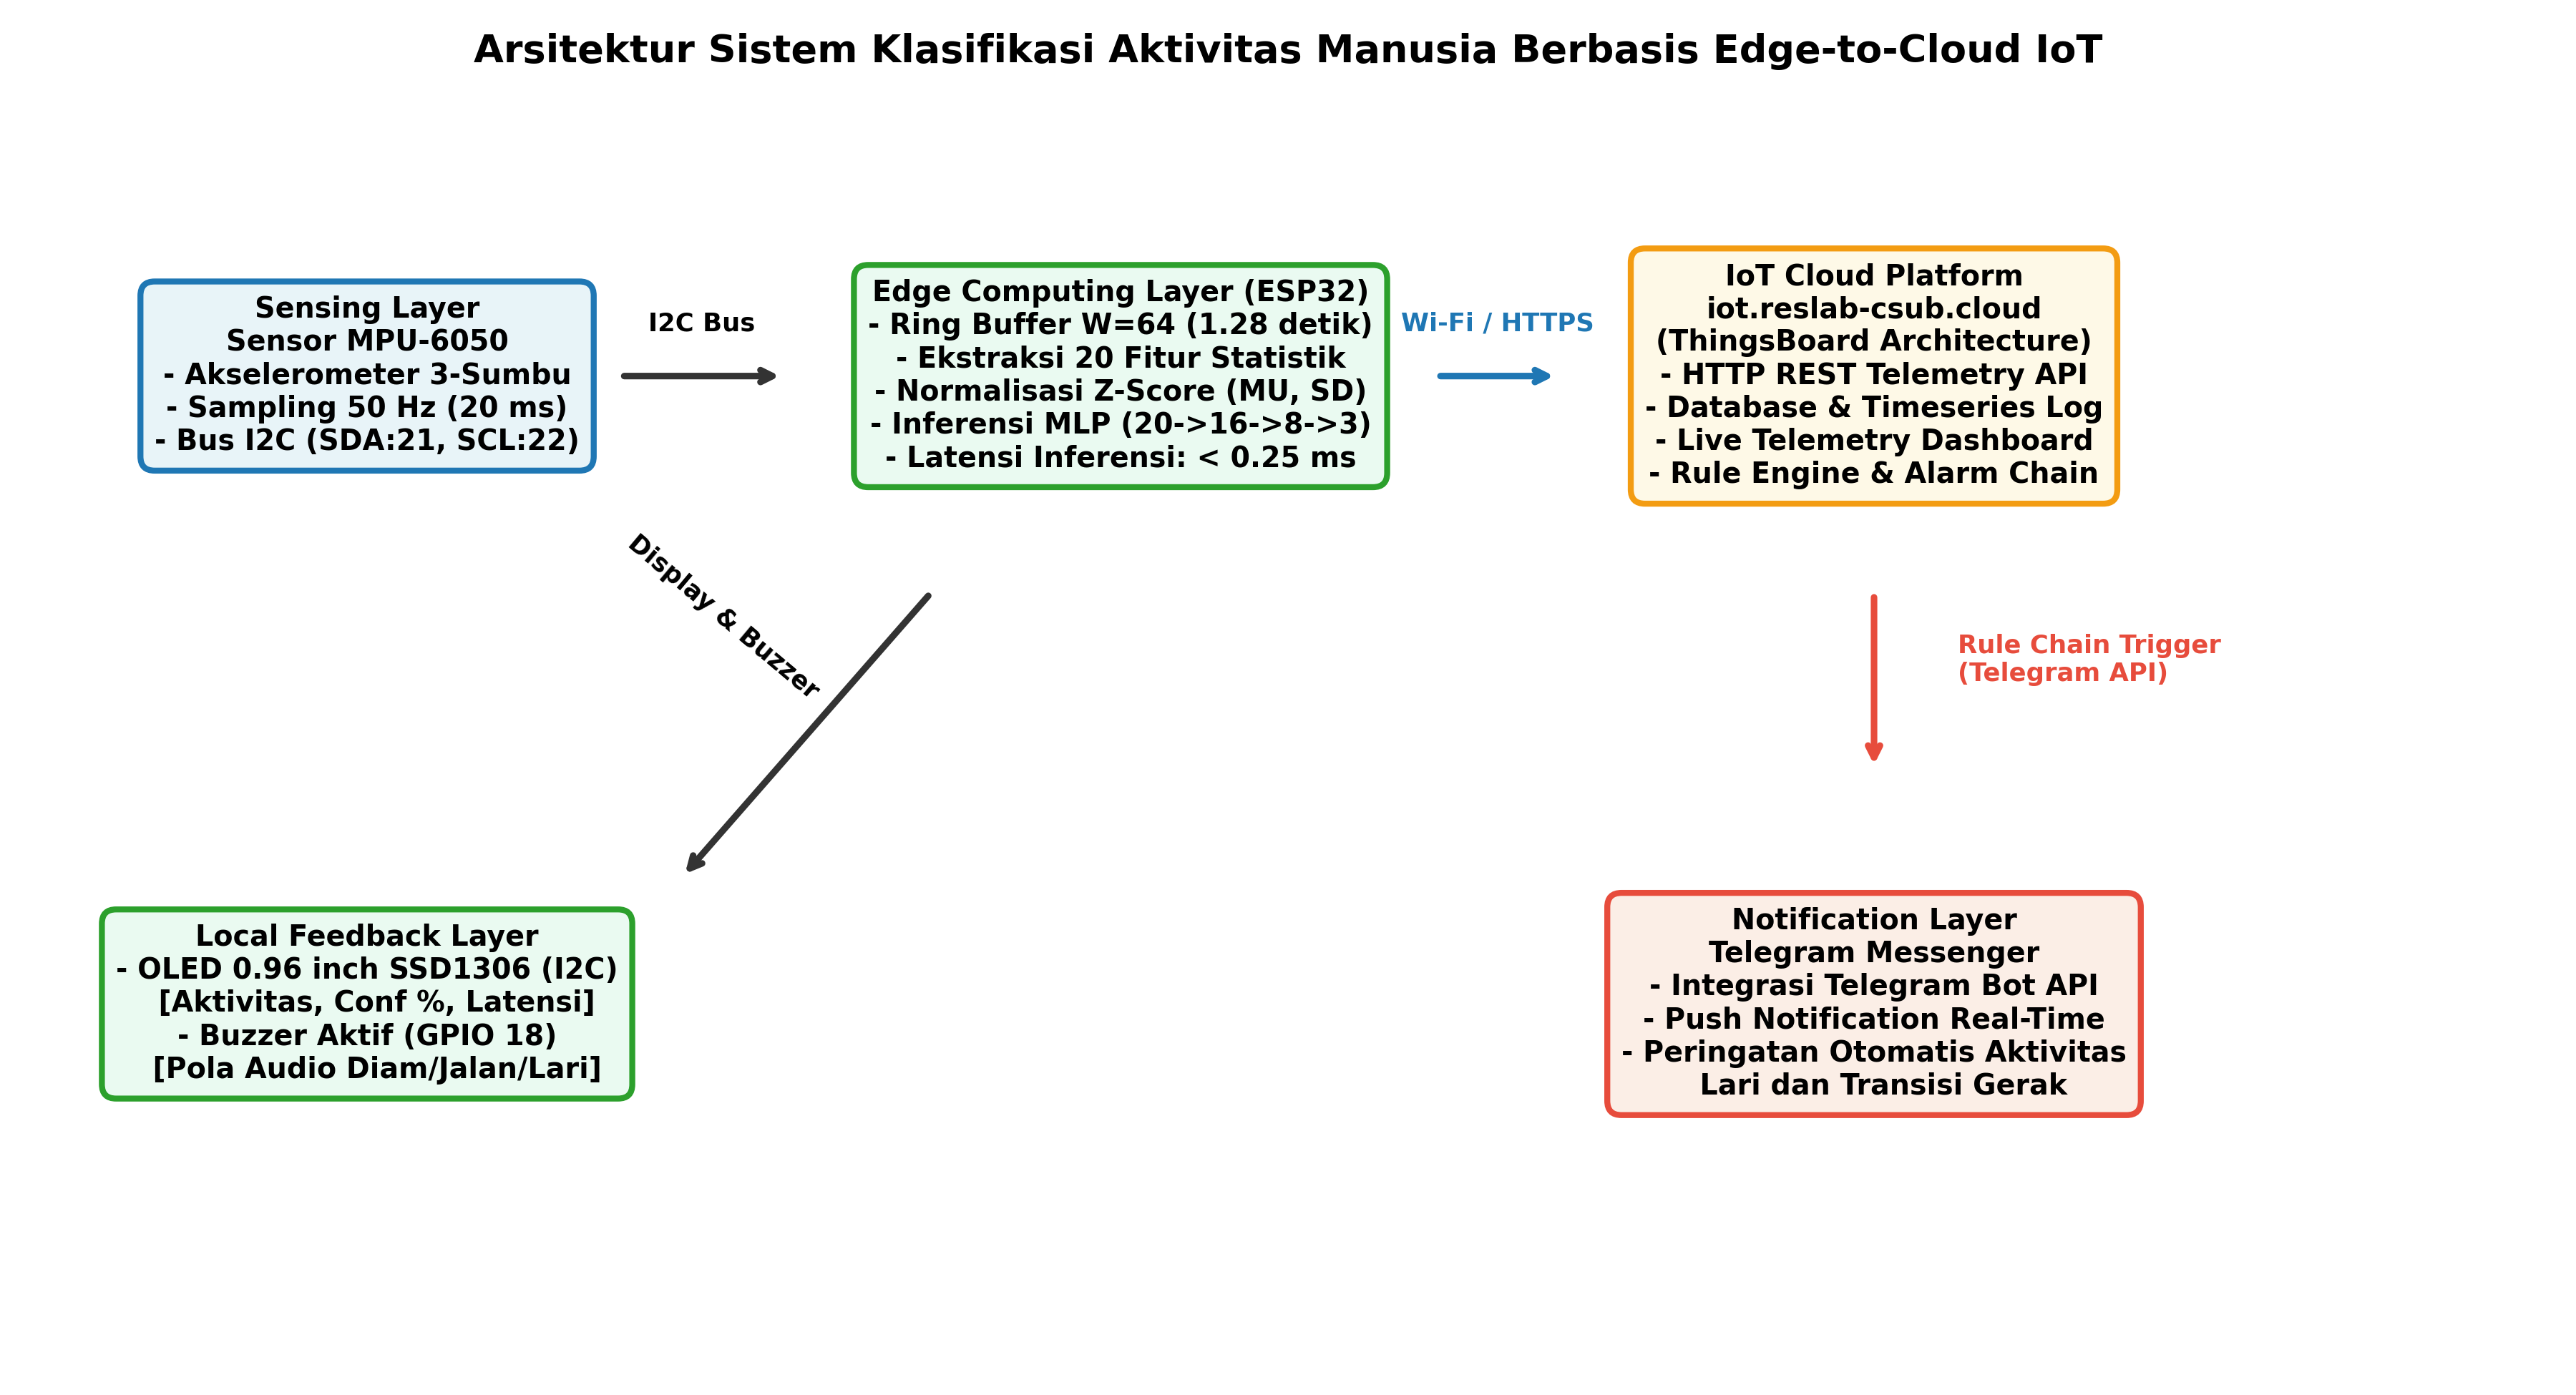 Arsitektur Sistem Klasifikasi Aktivitas Manusia Berbasis Edge-to-Cloud IoT
Sensing Layer
Sensor MPU-6050
- Akselerometer 3-Sumbu
- Sampling 50 Hz (20 ms)
- Bus I2C (SDA:21, SCL:22)
I2C Bus
Edge Computing Layer (ESP32)
- Ring Buffer W=64 (1.28 detik)
- Ekstraksi 20 Fitur Statistik
- Normalisasi Z-Score (MU, SD)
- Inferensi MLP (20->16->8->3)
- Latensi Inferensi: < 0.25 ms
Wi-Fi / HTTPS
IoT Cloud Platform
iot.reslab-csub.cloud
(ThingsBoard Architecture)
- HTTP REST Telemetry API
- Database & Timeseries Log
- Live Telemetry Dashboard
- Rule Engine & Alarm Chain
Display & Buzzer
Rule Chain Trigger
(Telegram API)
Local Feedback Layer
- OLED 0.96 inch SSD1306 (I2C)
[Aktivitas, Conf %, Latensi]
- Buzzer Aktif (GPIO 18)
[Pola Audio Diam/Jalan/Lari]
Notification Layer
Telegram Messenger
- Integrasi Telegram Bot API
- Push Notification Real-Time
- Peringatan Otomatis Aktivitas
Lari dan Transisi Gerak